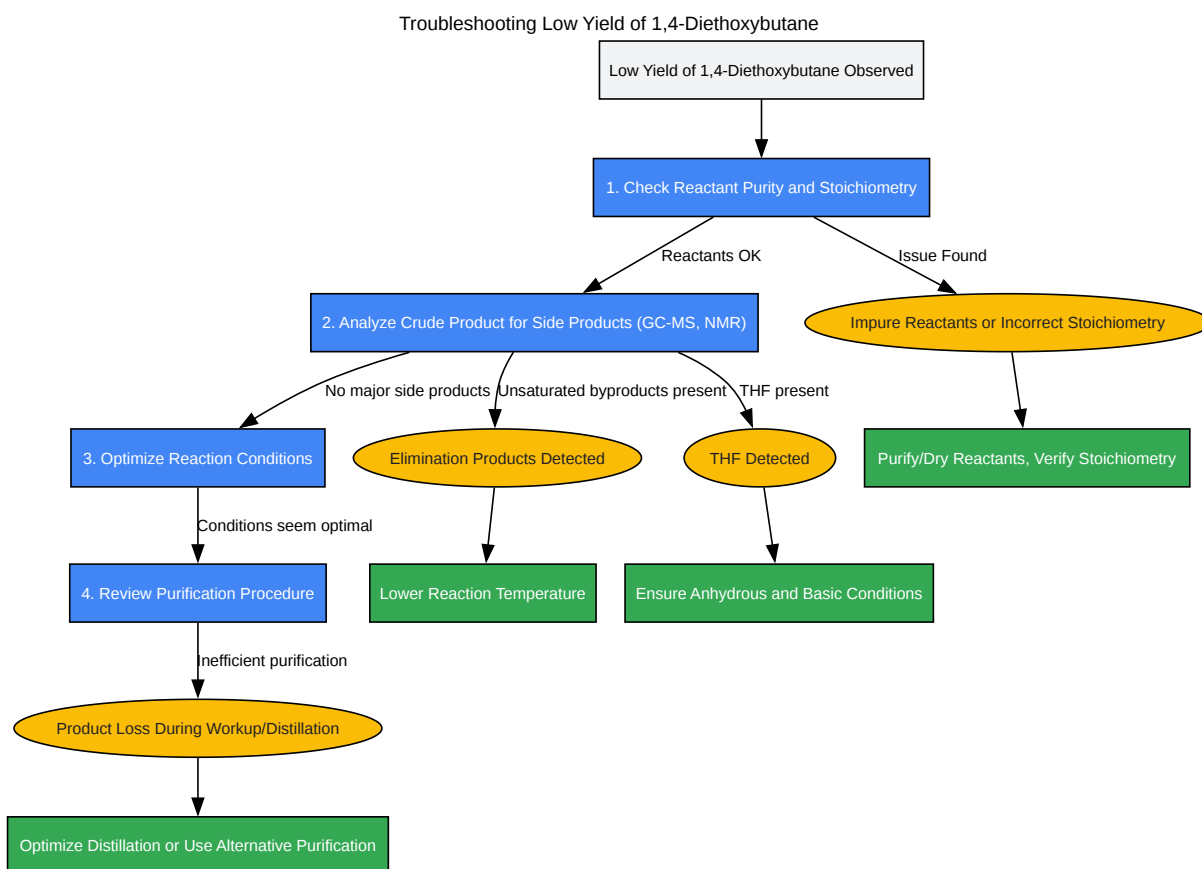 Troubleshooting Low Yield of 1,4-Diethoxybutane
Low Yield of 1,4-Diethoxybutane Observed
1. Check Reactant Purity and Stoichiometry
Reactants OK
Issue Found
2. Analyze Crude Product for Side Products (GC-MS, NMR)
Impure Reactants or Incorrect Stoichiometry
No major side products
Unsaturated byproducts present
THF present
3. Optimize Reaction Conditions
Elimination Products Detected
THF Detected
Purify/Dry Reactants, Verify Stoichiometry
Conditions seem optimal
4. Review Purification Procedure
Lower Reaction Temperature
Ensure Anhydrous and Basic Conditions
Inefficient purification
Product Loss During Workup/Distillation
Optimize Distillation or Use Alternative Purification